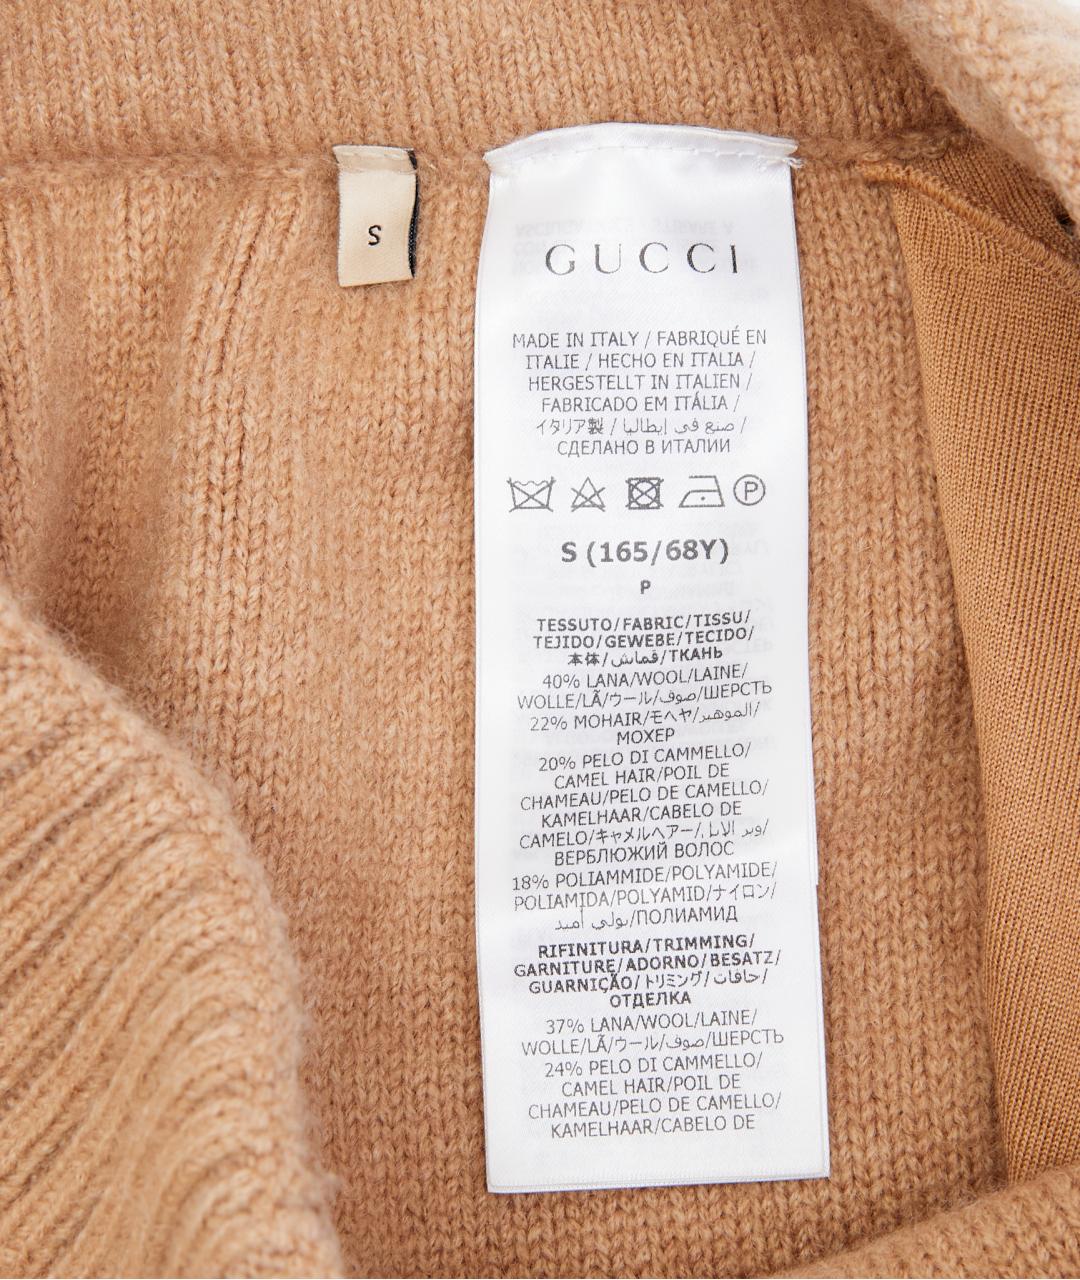 S
GUCCI
MADE IN ITALY / FABRIQUÉ EN
ITALIE / HECHO EN ITALIA /
HERGESTELLT IN ITALIEN /
FABRICADO EM ITÁLIA /
イタリア製 / صنع في إيطاليا /
СДЕЛАНО В ИТАЛИИ
P
S (165/68Y)
P
TESSUTO/FABRIC/TISSU/
TEJIDO/GEWEBE/TECIDO/
本体/قماش/ТКАНЬ
40% LANA/WOOL/LAINE/
WOLLE/LÃ/ウール/صوف/ШЕРСТЬ
22% MOHAIR/モヘヤ/الموهير/
МОХЕР
20% PELO DI CAMMELLO/
CAMEL HAIR/POIL DE
CHAMEAU/PELO DE CAMELLO/
KAMELHAAR/CABELO DE
CAMELO/キャメルヘアー/وبر الابل/
ВЕРБЛЮЖИЙ ВОЛОС
18% POLIAMMIDE/POLYAMIDE/
POLIAMIDA/POLYAMID/ナイロン/
بولي أميد/ПОЛИАМИД
RIFINITURA/TRIMMING/
GARNITURE/ADORNO/BESATZ/
GUARNIÇÃO/トリミング/حافات/
ОТДЕЛКА
37% LANA/WOOL/LAINE/
WOLLE/LÃ/ウール/صوف/ШЕРСТЬ
24% PELO DI CAMMELLO/
CAMEL HAIR/POIL DE
CHAMEAU/PELO DE CAMELLO/
KAMELHAAR/CABELO DE